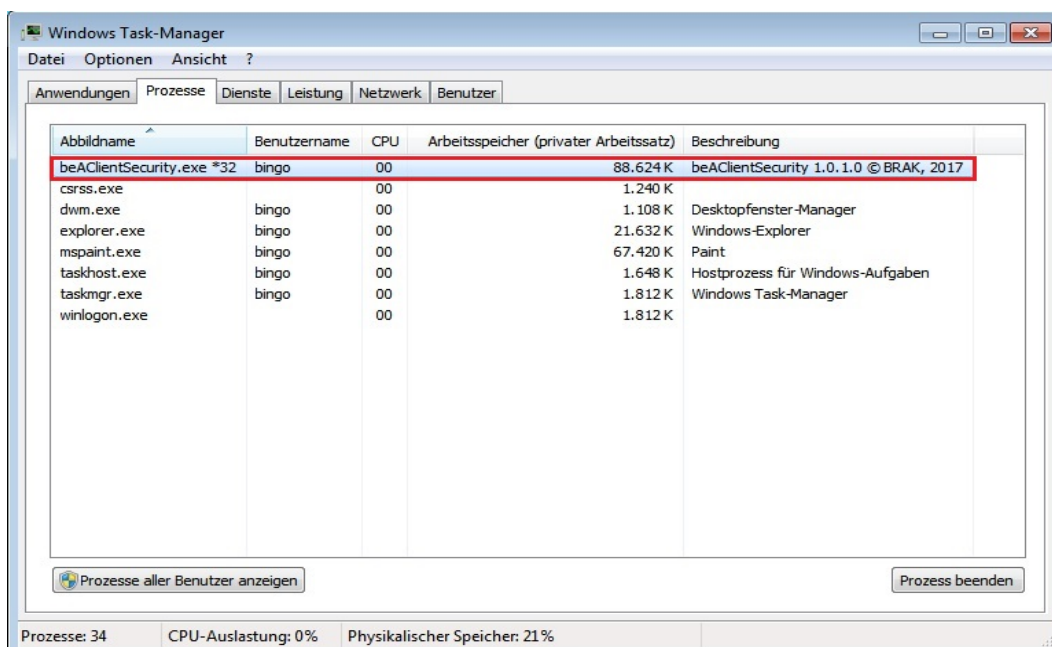 Windows Task-Manager
Datei Optionen Ansicht ?
Anwendungen Prozesse Dienste Leistung Netzwerk Benutzer
Abbildname Benutzername CPU Arbeitsspeicher (privater Arbeitssatz) Beschreibung
beAClientSecurity.exe *32 bingo 00 88.624 K beAClientSecurity 1.0.1.0 © BRAK, 2017
csrss.exe 00 1.240 K
dwm.exe bingo 00 1.108 K Desktopfenster-Manager
explorer.exe bingo 00 21.632 K Windows-Explorer
mspaint.exe bingo 00 67.420 K Paint
taskhost.exe bingo 00 1.648 K Hostprozess für Windows-Aufgaben
taskmgr.exe bingo 00 1.812 K Windows Task-Manager
winlogon.exe 00 1.812 K
Prozesse aller Benutzer anzeigen Prozess beenden
Prozesse: 34 CPU-Auslastung: 0% Physikalischer Speicher: 21%